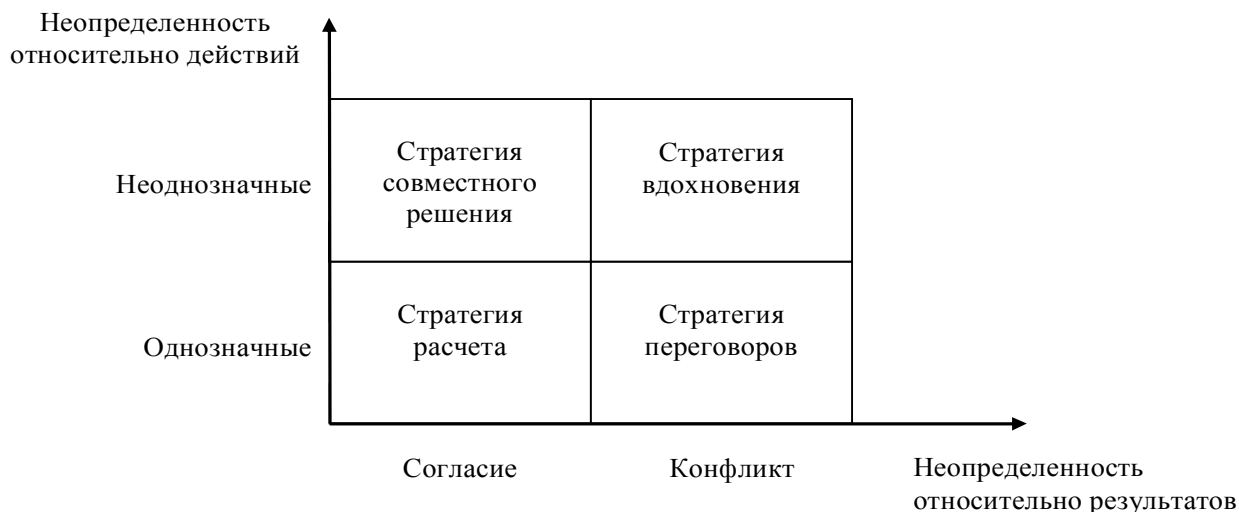 Неопределенность
относительно действий
Неоднозначные
Стратегия
совместного
решения
Стратегия
вдохновения
Однозначные
Стратегия
расчета
Стратегия
переговоров
Согласие
Конфликт
Неопределенность
относительно результатов